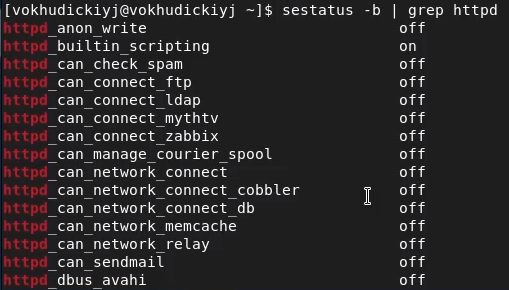 [vokhudickiyj@vokhudickiyj ~]$ sestatus -b | grep httpd
httpd_anon_write off
httpd_builtin_scripting on
httpd_can_check_spam off
httpd_can_connect_ftp off
httpd_can_connect_ldap off
httpd_can_connect_mythtv off
httpd_can_connect_zabbix off
httpd_can_manage_courier_spool off
httpd_can_network_connect off
httpd_can_network_connect_cobbler off
httpd_can_network_connect_db off
httpd_can_network_memcache off
httpd_can_network_relay off
httpd_can_sendmail off
httpd_dbus_avahi off